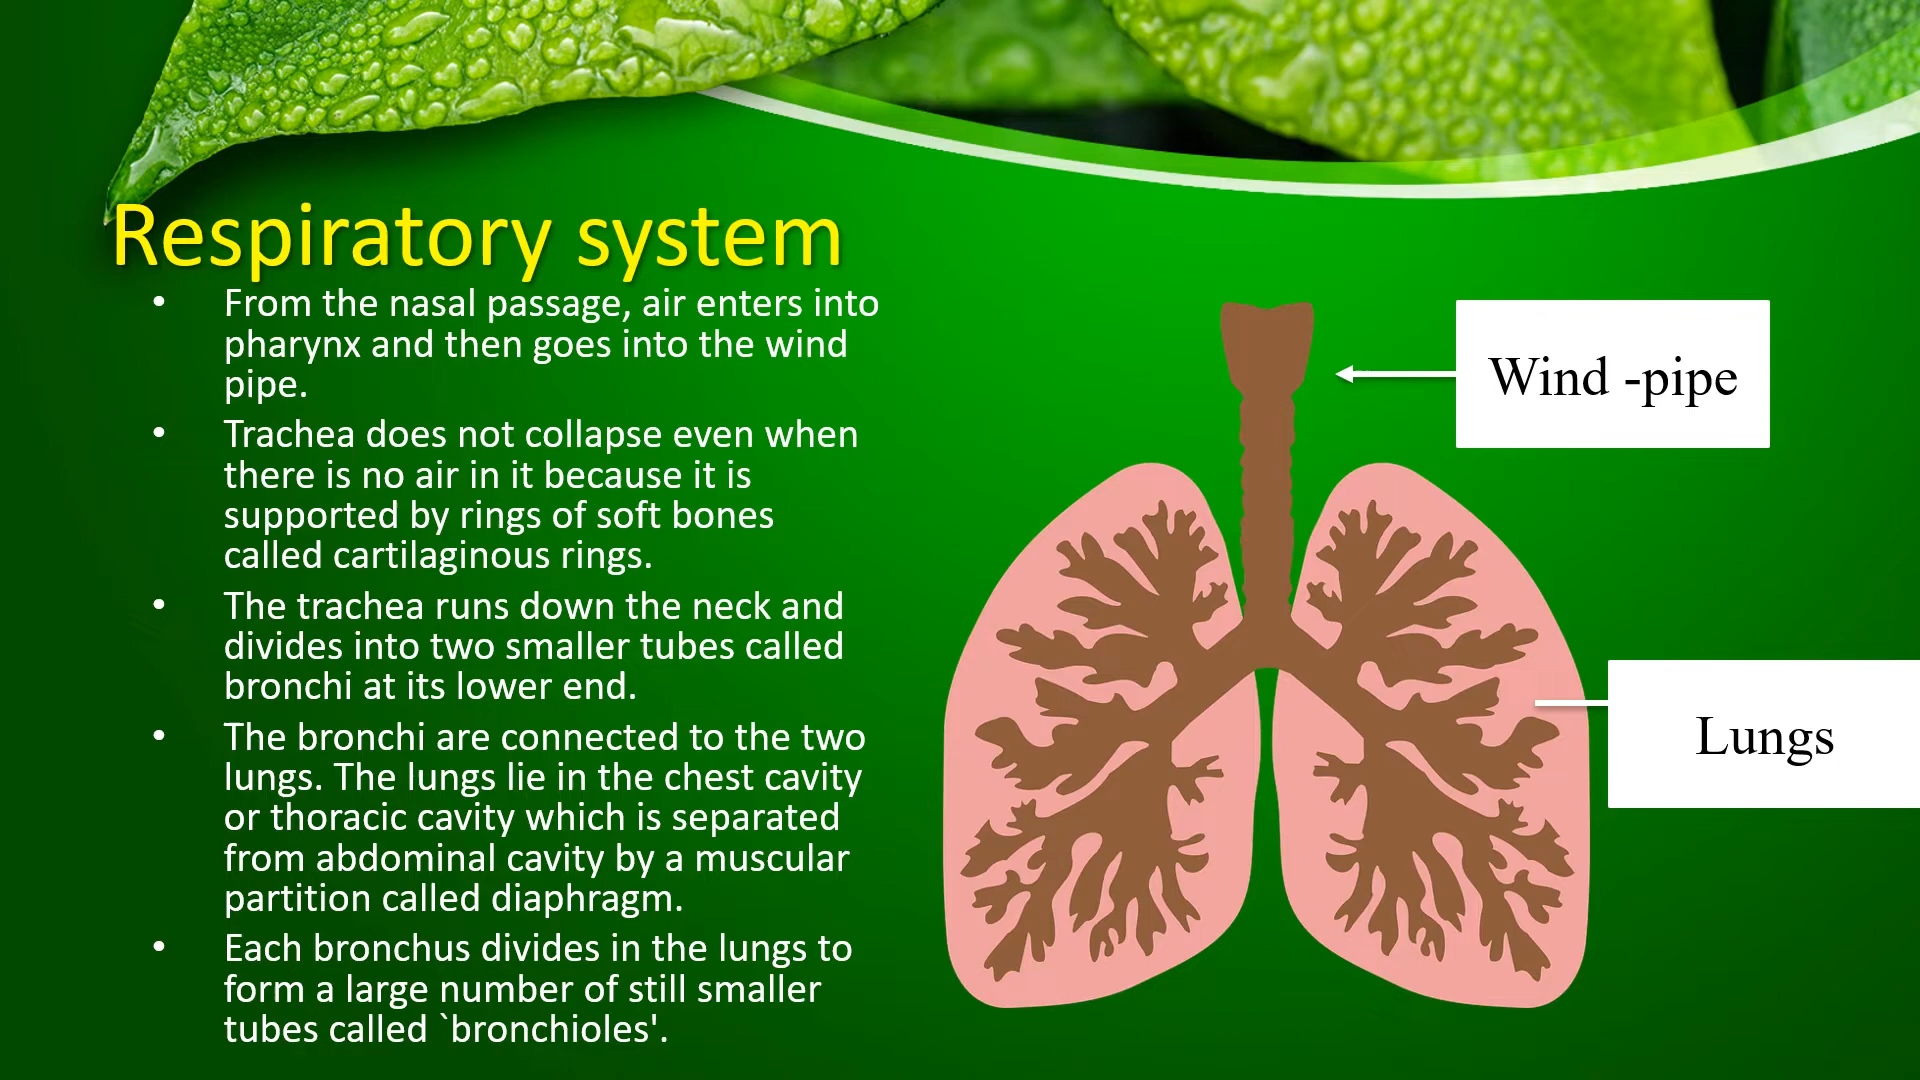 Respiratory system
• From the nasal passage, air enters into
pharynx and then goes into the wind
pipe.
• Trachea does not collapse even when
there is no air in it because it is
supported by rings of soft bones
called cartilaginous rings.
• The trachea runs down the neck and
divides into two smaller tubes called
bronchi at its lower end.
• The bronchi are connected to the two
lungs. The lungs lie in the chest cavity
or thoracic cavity which is separated
from abdominal cavity by a muscular
partition called diaphragm.
• Each bronchus divides in the lungs to
form a large number of still smaller
tubes called `bronchioles'.
Wind -pipe
Lungs